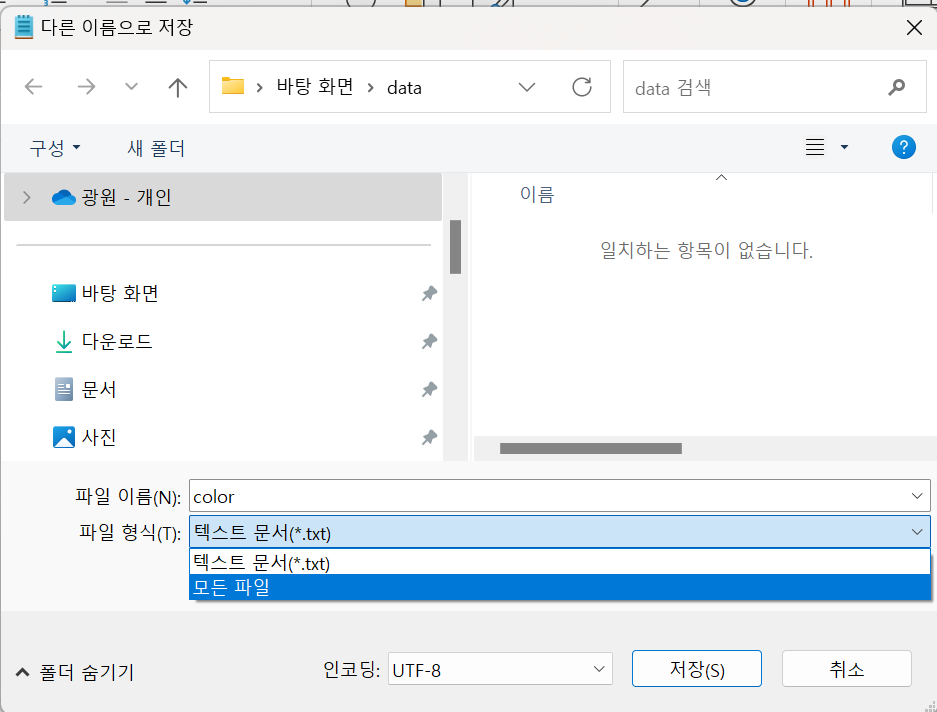 다른 이름으로 저장
바탕 화면 data
data 검색
구성 새 폴더
광원 - 개인
이름
일치하는 항목이 없습니다.
바탕 화면
다운로드
문서
사진
파일 이름(N): color
파일 형식(T): 텍스트 문서(*.txt)
텍스트 문서(*.txt)
모든 파일
폴더 숨기기
인코딩: UTF-8
저장(S)
취소